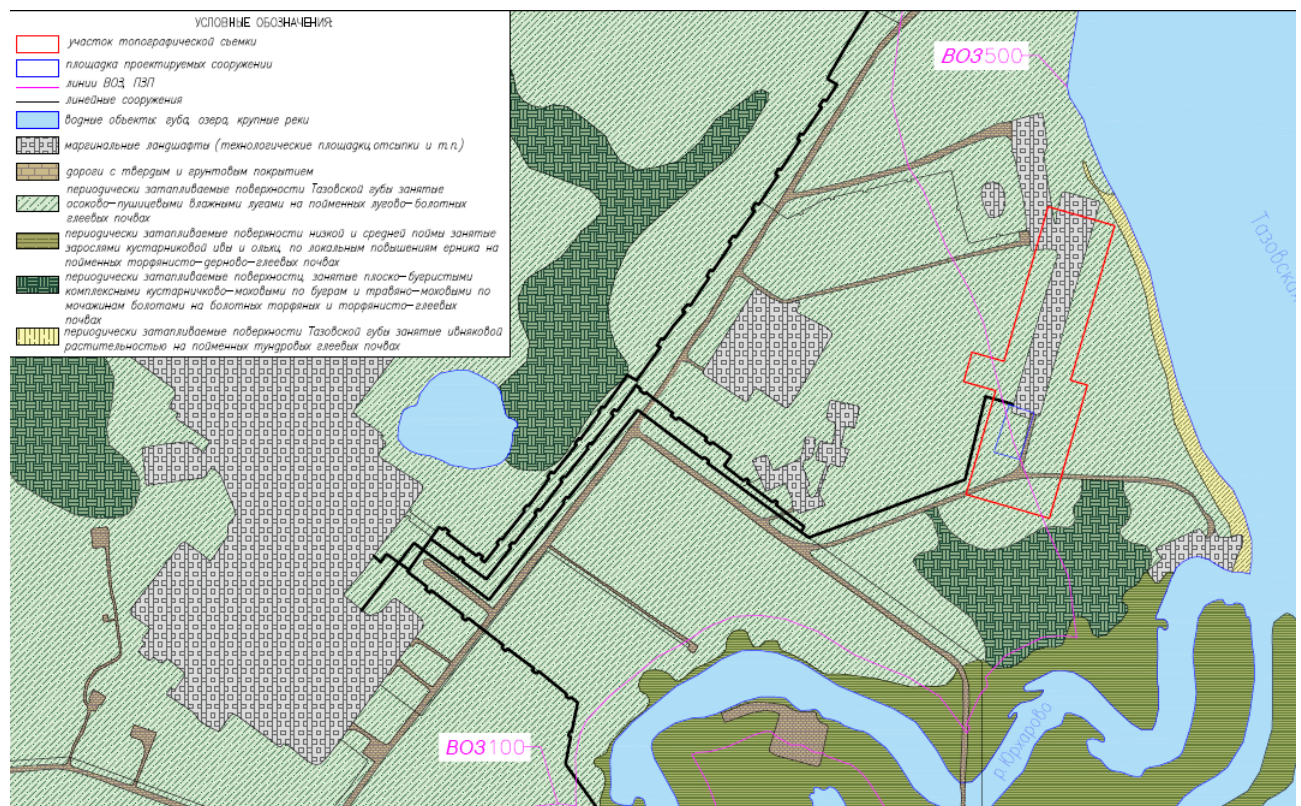 УСЛОВНЫЕ ОБОЗНАЧЕНИЯ:
участок топографической съемки
площадка проектируемых сооружении
линии ВОЗ, ПЗП
линейные сооружения
водные объекты: губа, озера, крупные реки
маргинальные ландшафты (технологические площадки, отсыпки и т.п.)
дороги с твердым и грунтовым покрытием
периодически затапливаемые поверхности Тазовской губы занятые
осоково-пушицевыми влажными лугами на пойменных лугово-болотных
глеевых почвах
периодически затапливаемые поверхности низкой и средней поймы занятые
зарослями кустарниковой ивы и ольхи, по локальным повышениям ерника на
пойменных торфянисто-дерново-глеевых почвах
периодически затапливаемые поверхности, занятые плоско-бугристыми
комплексными кустарничково-моховыми по буграм и травяно-моховыми по
мочажинам болотами на болотных торфяных и торфянисто-глеевых
почвах
периодически затапливаемые поверхности Тазовской губы занятые ивняковой
растительностью на пойменных тундровых глеевых почвах
ВОЗ500
Тазовская
ВОЗ100
р.Юрхарово